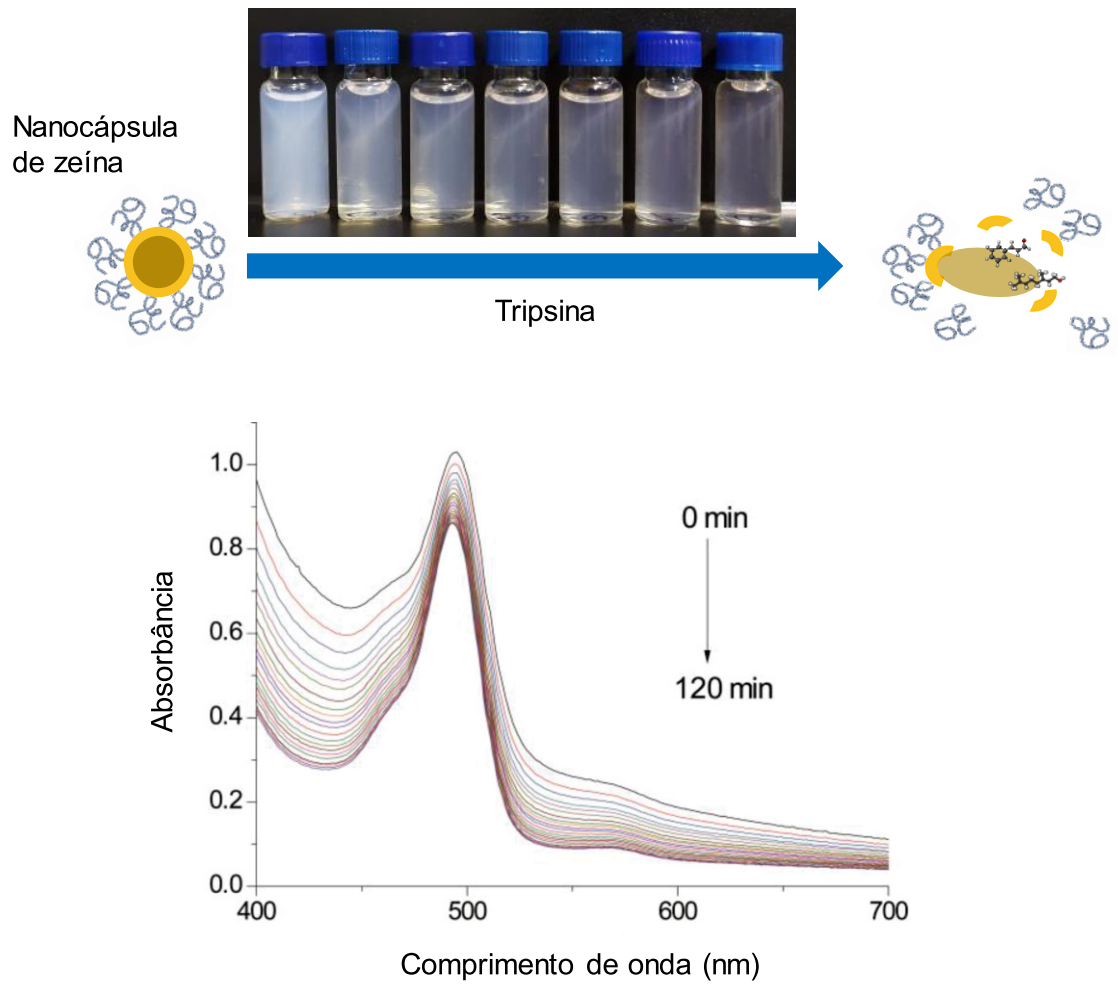 Nanocápsula
de zeína
Tripsina
1.0
0.8
0.6
0.4
0.2
0.0
Absorbância
0 min
120 min
400
500
600
700
Comprimento de onda (nm)